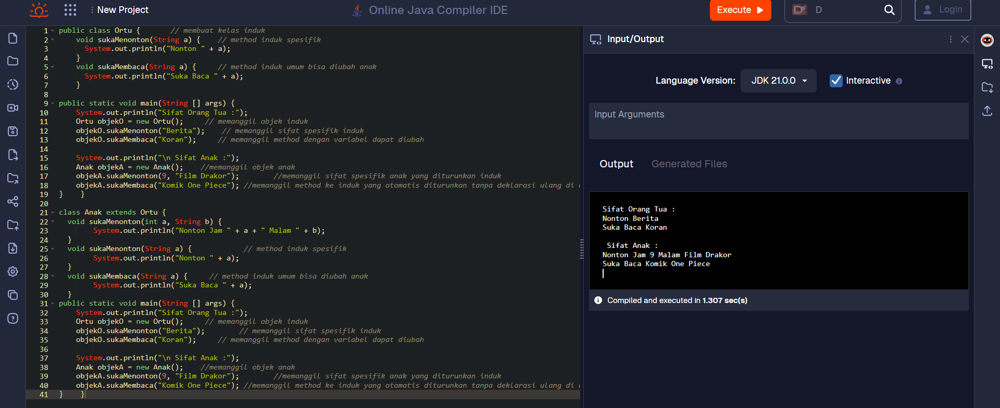 New Project
Online Java Compiler IDE
Execute
D
Login
1 public class Ortu {       // membuat kelas induk
2     void sukaMenonton(String a) {    // method induk spesifik
3       System.out.println("Nonton " + a);
4     }
5     void sukaMembaca(String a) {     // method induk umum bisa diubah anak
6       System.out.println("Suka Baca " + a);
7     }
8
9 public static void main(String [] args) {
10     System.out.println("Sifat Orang Tua :");
11     Ortu objekO = new Ortu();     // memanggil objek induk
12     objekO.sukaMenonton("Berita");    // memanggil sifat spesifik induk
13     objekO.sukaMembaca("Koran");     // memanggil method dengan variabel dapat diubah
14
15     System.out.println("\n Sifat Anak :");
16     Anak objekA = new Anak();    //memanggil objek anak
17     objekA.sukaMenonton(9, "Film Drakor");        //memanggil sifat spesifik anak yang diturunkan induk
18     objekA.sukaMembaca("Komik One Piece"); //memanggil method ke induk yang otomatis diturunkan tanpa deklarasi ulang di
19 }    }
20
21 class Anak extends Ortu {
22   void sukaMenonton(int a, String b) {
23         System.out.println("Nonton Jam " + a + " Malam " + b);
24   }
25   void sukaMenonton(String a) {            // method induk spesifik
26         System.out.println("Nonton " + a);
27   }
28   void sukaMembaca(String a) {     // method induk umum bisa diubah anak
29         System.out.println("Suka Baca " + a);
30   }
31 public static void main(String [] args) {
32     System.out.println("Sifat Orang Tua :");
33     Ortu objekO = new Ortu();     // memanggil objek induk
34     objekO.sukaMenonton("Berita");        // memanggil sifat spesifik induk
35     objekO.sukaMembaca("Koran");     // memanggil method dengan variabel dapat diubah
36
37     System.out.println("\n Sifat Anak :");
38     Anak objekA = new Anak();    //memanggil objek anak
39     objekA.sukaMenonton(9, "Film Drakor");        //memanggil sifat spesifik anak yang diturunkan induk
40     objekA.sukaMembaca("Komik One Piece"); //memanggil method ke induk yang otomatis diturunkan tanpa deklarasi ulang di
41 }    }
Input/Output
Language Version: JDK 21.0.0 Interactive
Input Arguments
Output Generated Files
Sifat Orang Tua :
Nonton Berita
Suka Baca Koran
Sifat Anak :
Nonton Jam 9 Malam Film Drakor
Suka Baca Komik One Piece
Compiled and executed in 1.307 sec(s)